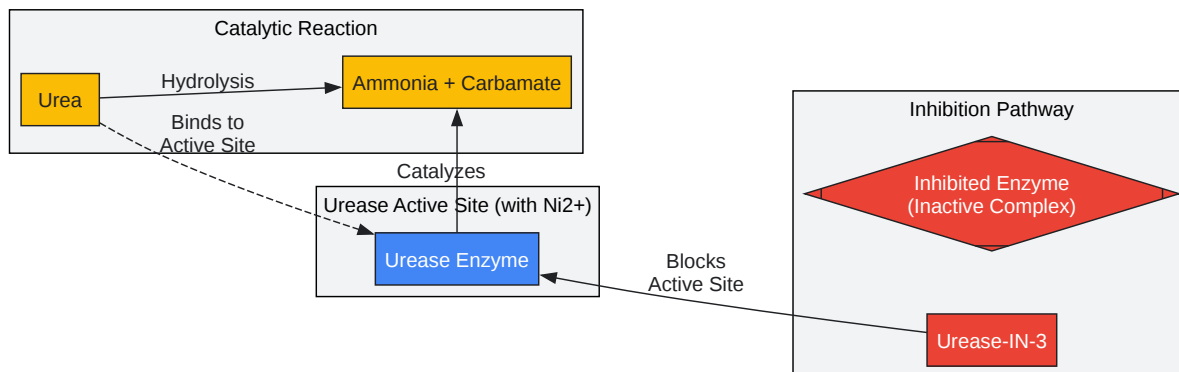 Catalytic Reaction
Urea
Hydrolysis
Ammonia + Carbamate
Binds to
Active Site
Catalyzes
Urease Active Site (with Ni2+)
Urease Enzyme
Blocks
Active Site
Inhibition Pathway
Inhibited Enzyme
(Inactive Complex)
Urease-IN-3